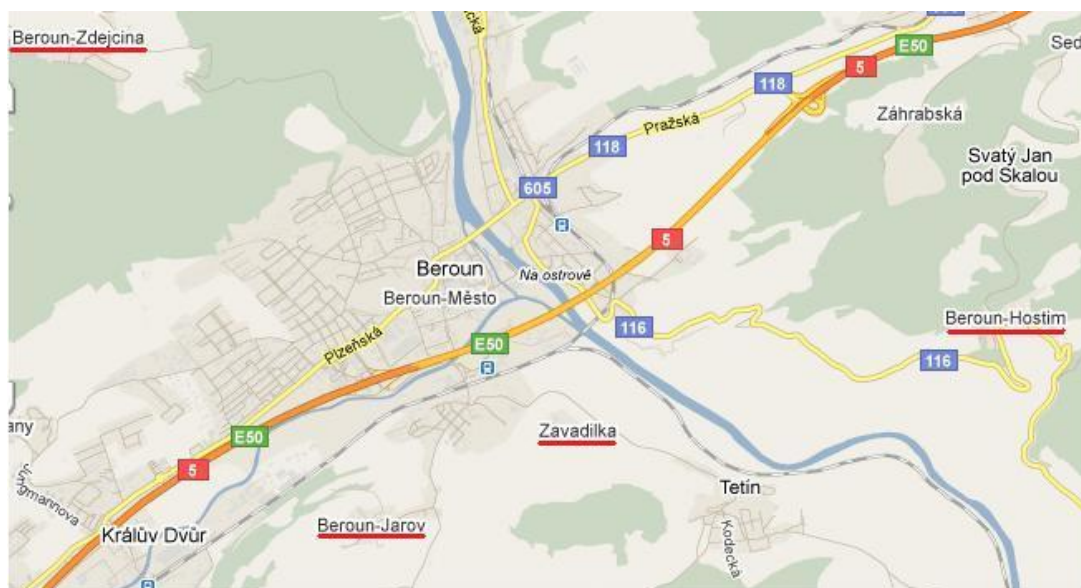 Beroun-Zdejcina
E50
5
Sed
118
Záhrabská
Pražská
118
Svatý Jan
pod Skalou
605
5
Beroun
Na ostrově
Beroun-Město
Beroun-Hostim
116
Plzeňská
E50
116
any
E50
Zavadilka
5
Jungmannova
Tetín
Beroun-Jarov
Králův Dvůr
Kodecká